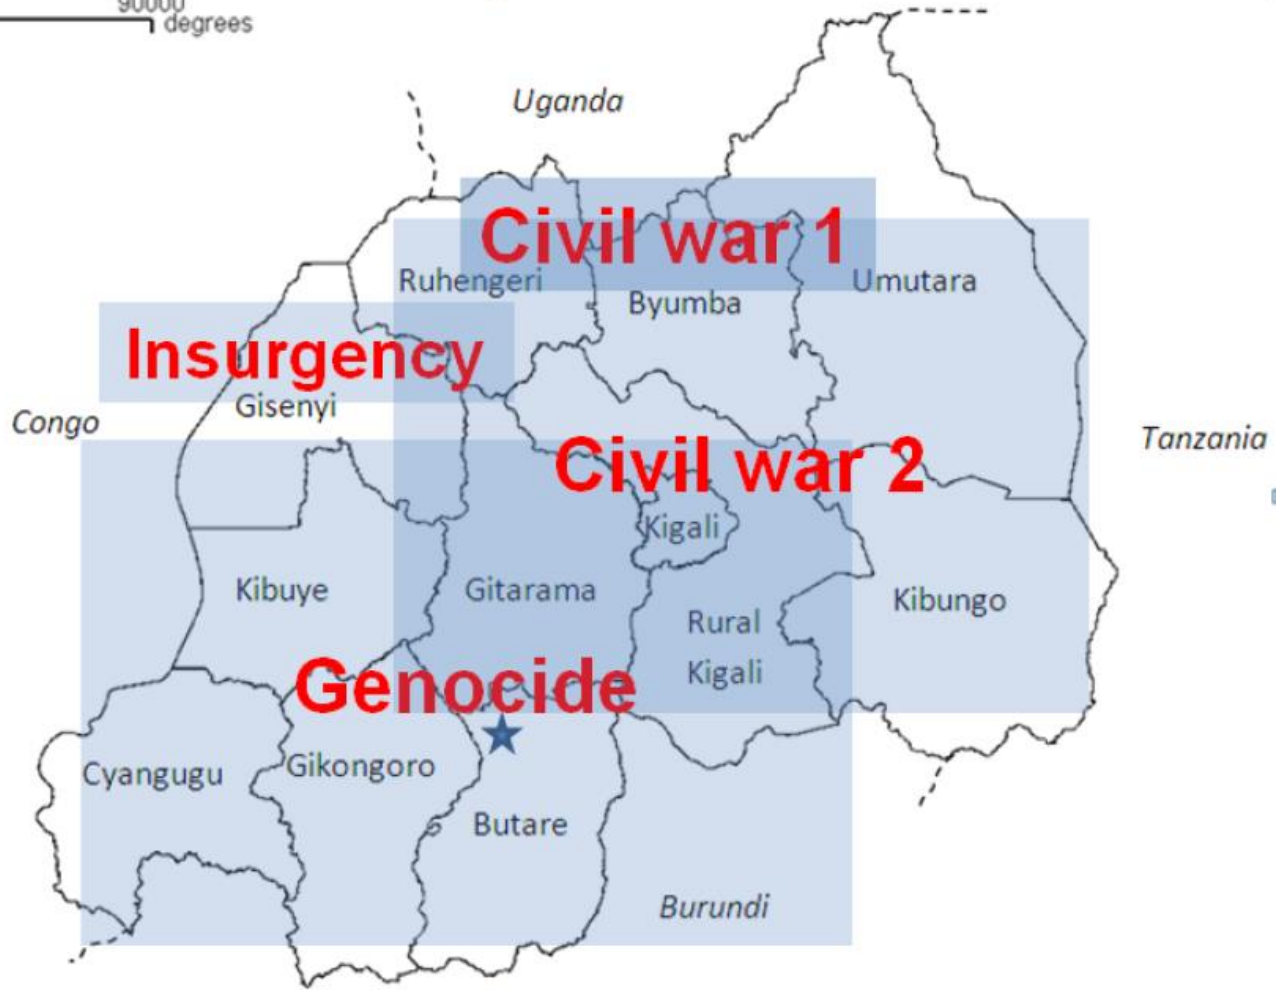 90000
degrees
Uganda
Civil war 1
Ruhengeri
Umutara
Byumba
Insurgency
Gisenyi
Congo
Tanzania
Civil war 2
Kigali
Kibuye
Gitarama
Kibungo
Rural
Kigali
Genocide
Cyangugu
Gikongoro
Butare
Burundi